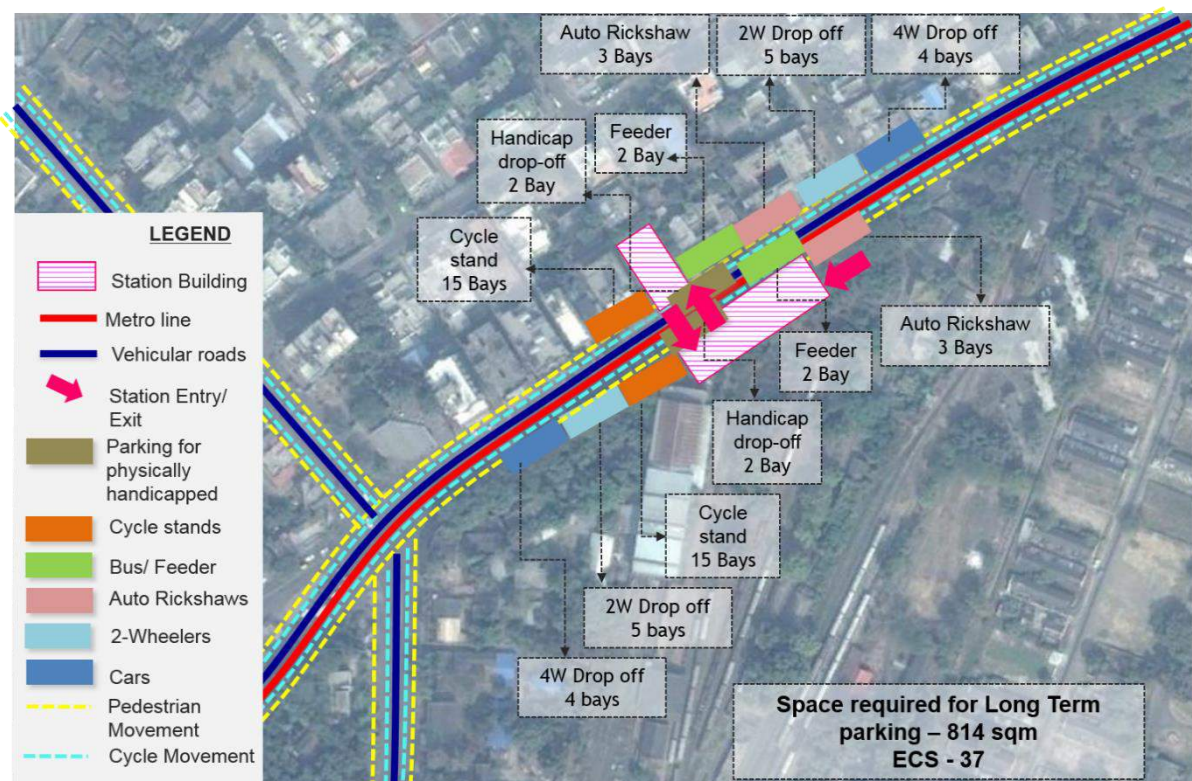 Auto Rickshaw
3 Bays
2W Drop off
5 bays
4W Drop off
4 bays
Handicap
drop-off
2 Bay
Feeder
2 Bay
Cycle
stand
15 Bays
LEGEND
Station Building
Metro line
Vehicular roads
Station Entry/
Exit
Parking for
physically
handicapped
Cycle stands
Bus/ Feeder
Auto Rickshaws
2-Wheelers
Cars
Pedestrian
Movement
Cycle Movement
Auto Rickshaw
3 Bays
Feeder
2 Bay
Handicap
drop-off
2 Bay
Cycle
stand
15 Bays
2W Drop off
5 bays
4W Drop off
4 bays
Space required for Long Term
parking – 814 sqm
ECS - 37